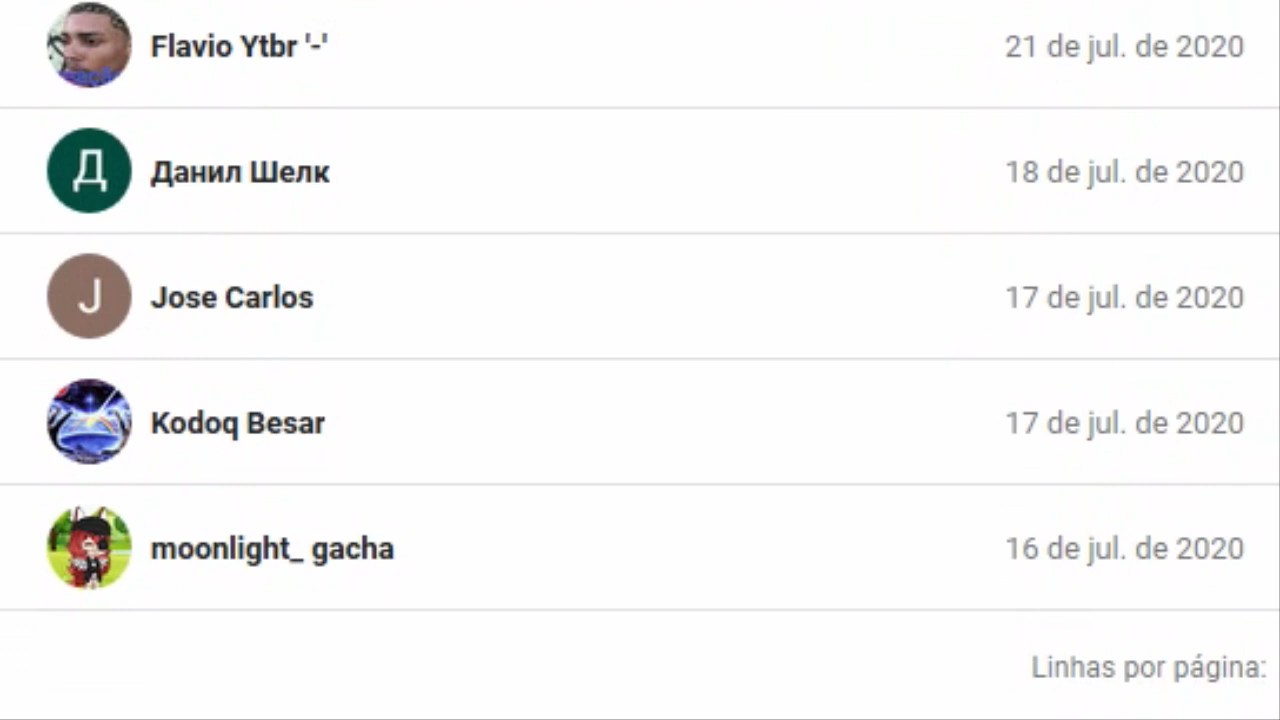 Flavio Ytbr '-' 21 de jul. de 2020
Д
Данил Шелк 18 de jul. de 2020
J
Jose Carlos 17 de jul. de 2020
Kodoq Besar 17 de jul. de 2020
moonlight_ gacha 16 de jul. de 2020
Linhas por página: